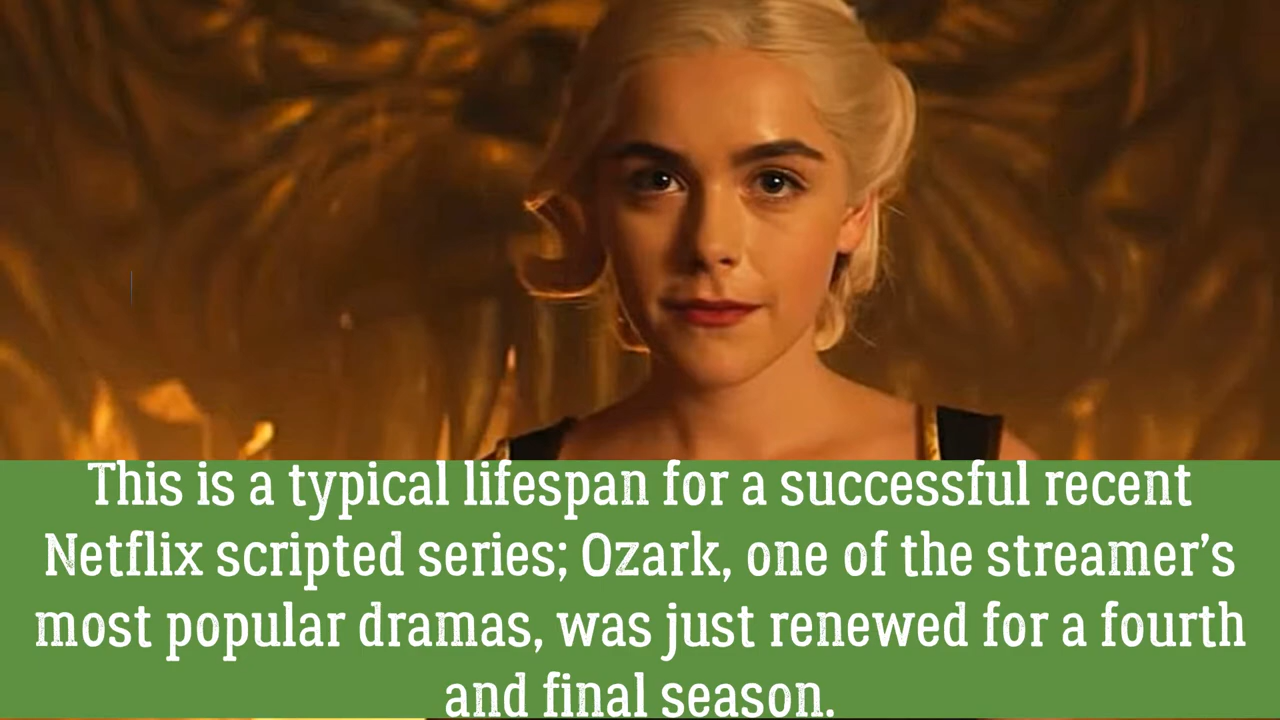 This is a typical lifespan for a successful recent
Netflix scripted series; Ozark, one of the streamer’s
most popular dramas, was just renewed for a fourth
and final season.